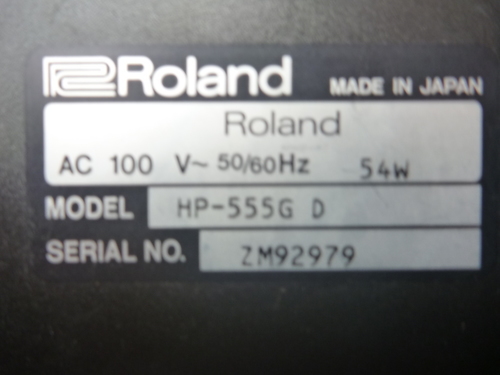 Roland MADE IN JAPAN
Roland
AC 100 V~ 50/60Hz 54W
MODEL HP-555G D
SERIAL NO. ZM92979